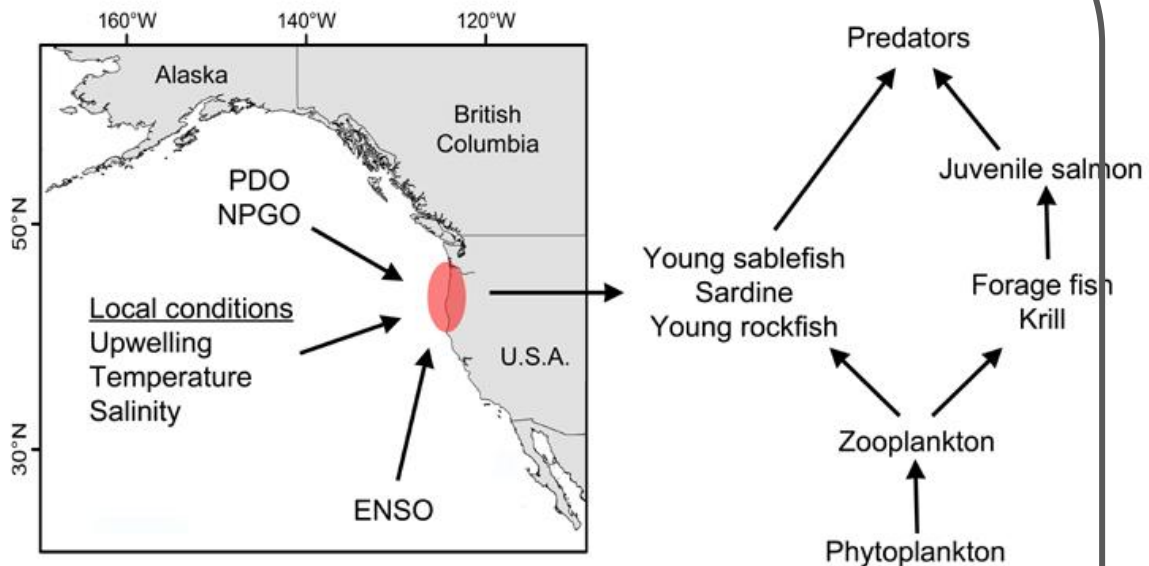 160°W 140°W 120°W
Alaska
British
Columbia
PDO
NPGO
50°N
Local conditions
Upwelling
Temperature
Salinity
U.S.A.
30°N
ENSO
Predators
Juvenile salmon
Young sablefish
Sardine
Young rockfish
Forage fish
Krill
Zooplankton
Phytoplankton